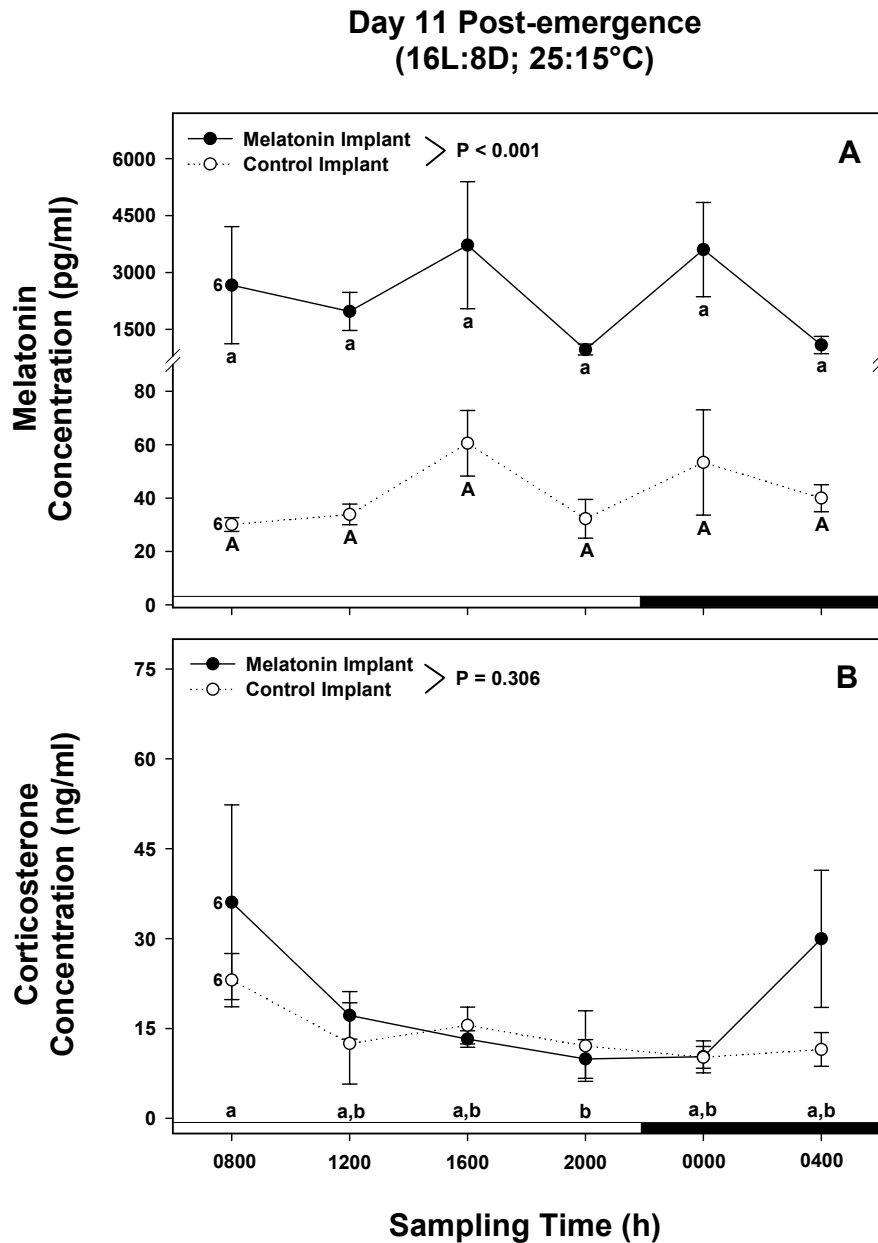 Day 11 Post-emergence
(16L:8D; 25:15°C)
Melatonin Implant
Control Implant
P < 0.001
A
Melatonin
Concentration (pg/ml)
6000
4500
3000
1500
80
60
40
20
0
6
a
a
a
a
a
a
6
A
A
A
A
A
A
Melatonin Implant
Control Implant
P = 0.306
B
Corticosterone
Concentration (ng/ml)
75
60
45
30
15
0
6
6
a
a,b
a,b
b
a,b
a,b
0800
1200
1600
2000
0000
0400
Sampling Time (h)